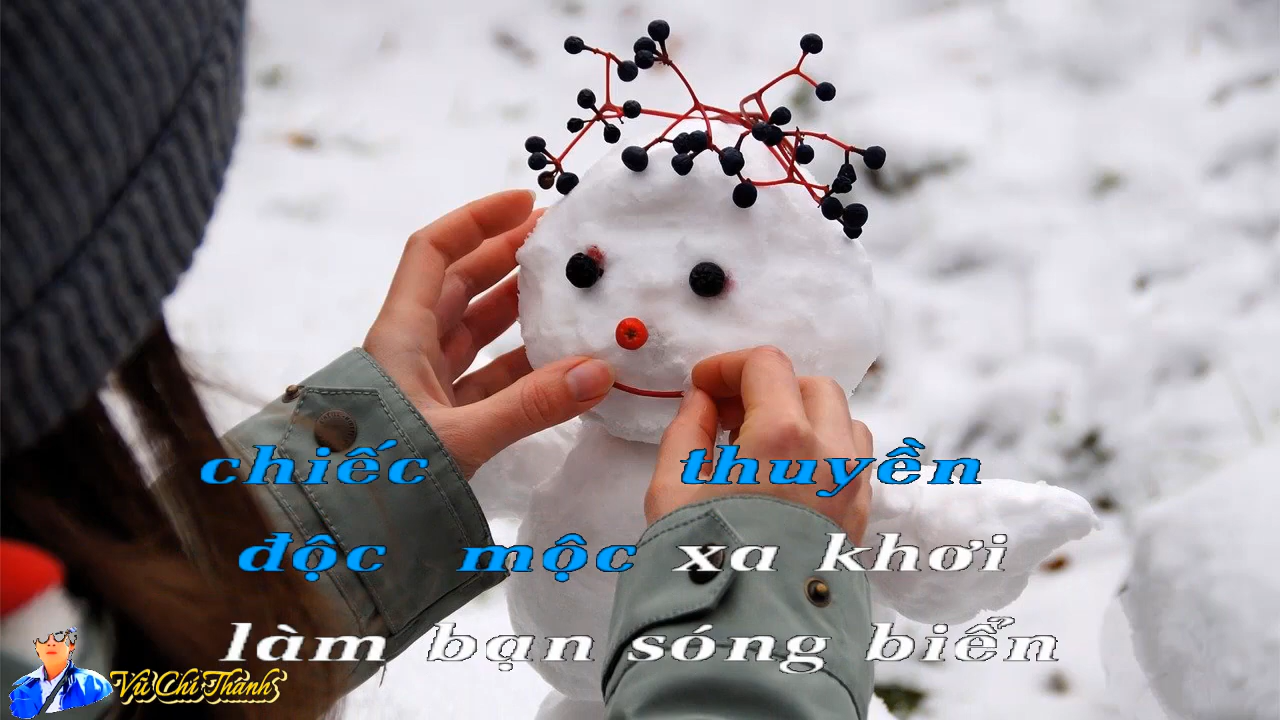 chiếc thuyền
độc mộc xa khơi
làm bạn sóng biển
Vũ Chí Thành